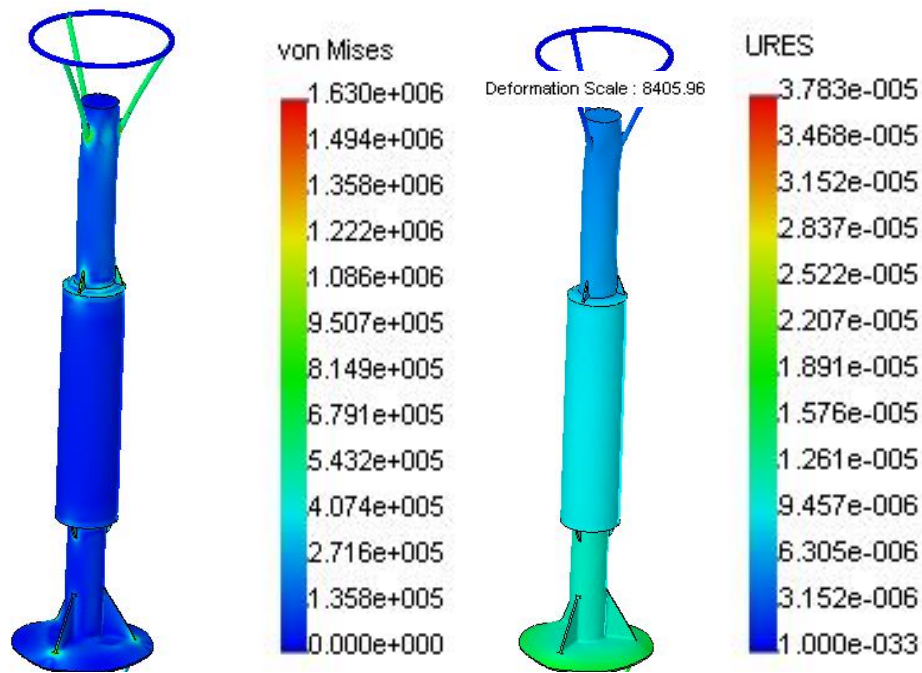 von Mises
1.630e+006
1.494e+006
1.358e+006
1.222e+006
1.086e+006
9.507e+005
8.149e+005
6.791e+005
5.432e+005
4.074e+005
2.716e+005
1.358e+005
0.000e+000
Deformation Scale : 8405.96
URES
3.783e-005
3.468e-005
3.152e-005
2.837e-005
2.522e-005
2.207e-005
1.891e-005
1.576e-005
1.261e-005
9.457e-006
6.305e-006
3.152e-006
1.000e-033